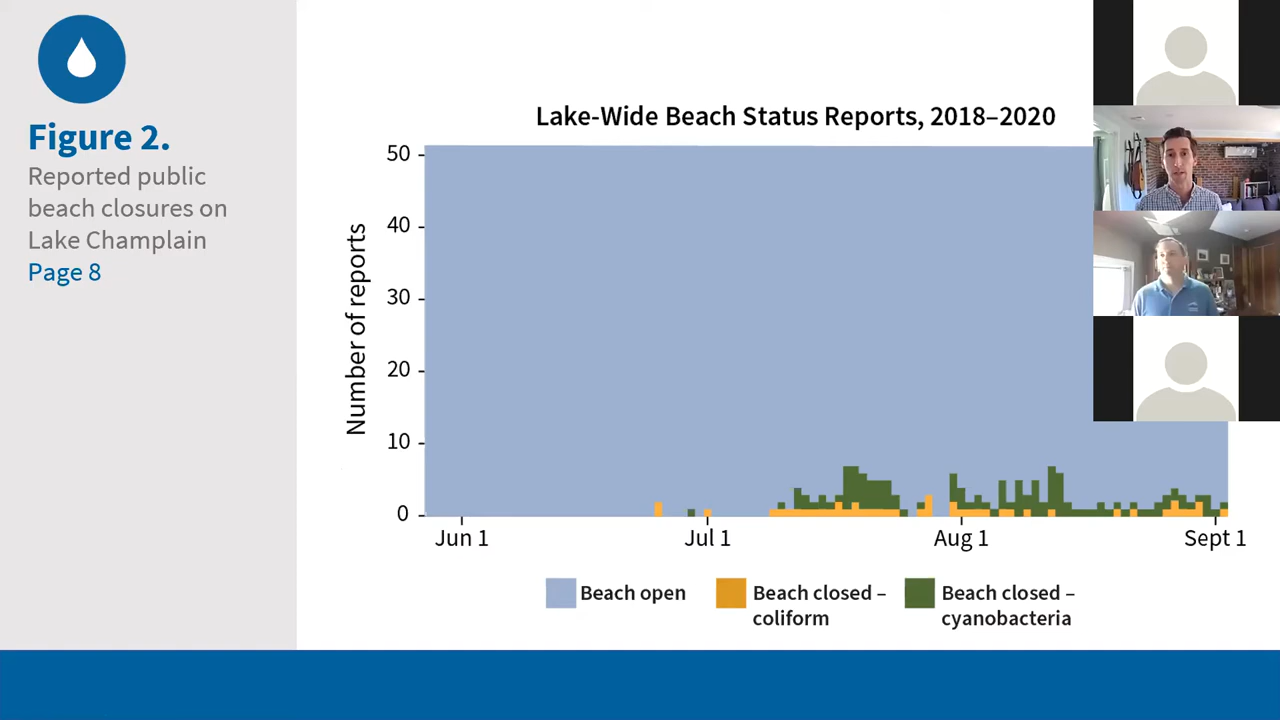 Figure 2.
Reported public
beach closures on
Lake Champlain
Page 8
Lake-Wide Beach Status Reports, 2018–2020
Number of reports
50
40
30
20
10
0
Jun 1
Jul 1
Aug 1
Sept 1
Beach open
Beach closed –
coliform
Beach closed –
cyanobacteria